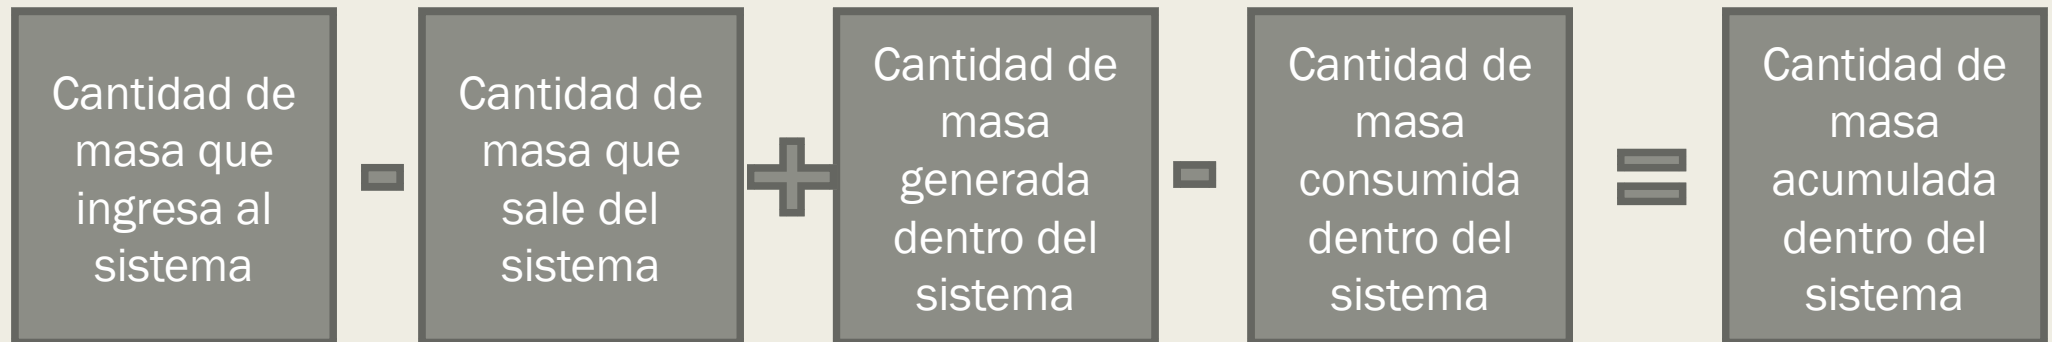 Cantidad de
masa que
ingresa al
sistema
-
Cantidad de
masa que
sale del
sistema
+
Cantidad de
masa
generada
dentro del
sistema
-
Cantidad de
masa
consumida
dentro del
sistema
=
Cantidad de
masa
acumulada
dentro del
sistema